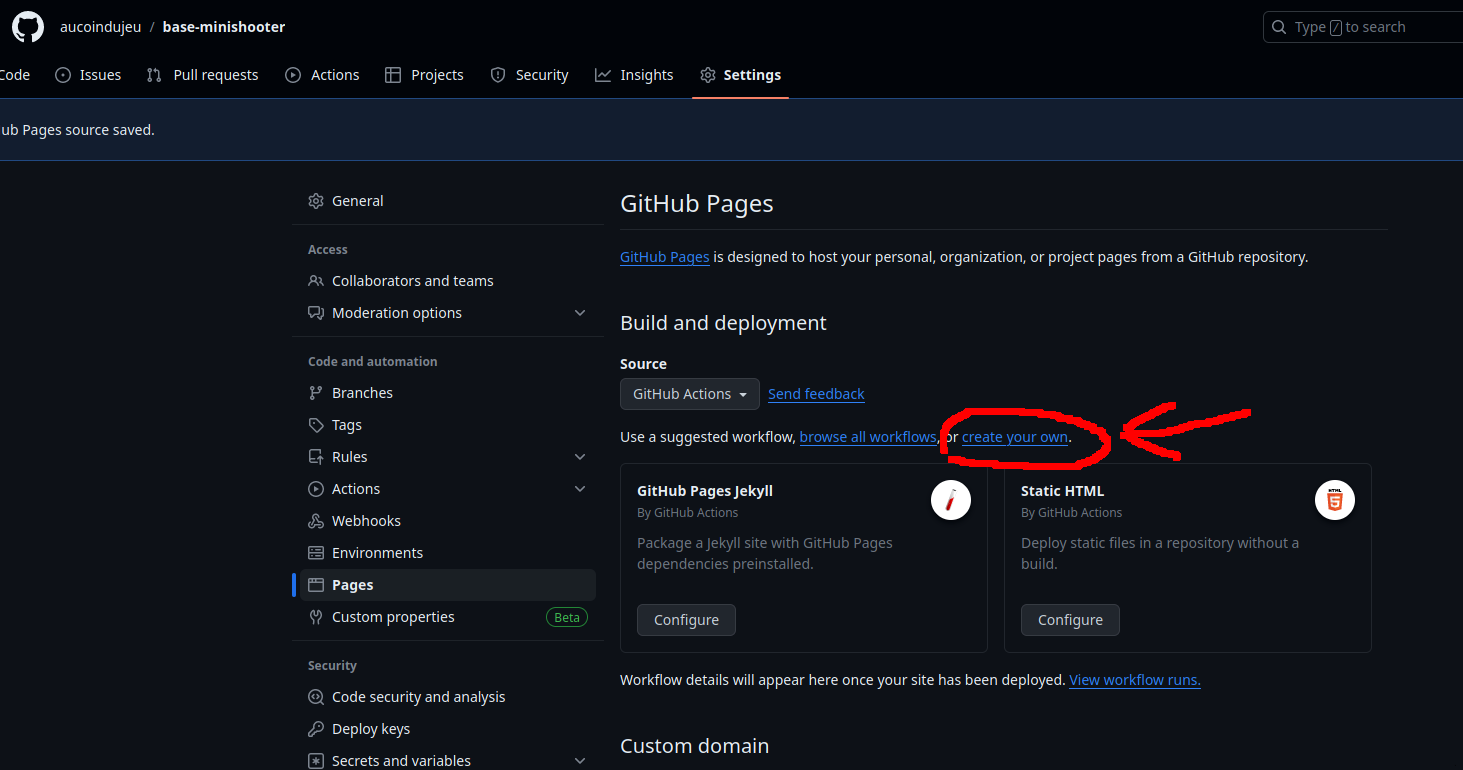 aucoindujeu / base-minishooter
Type / to search
Code Issues Pull requests Actions Projects Security Insights Settings
ub Pages source saved.
General
Access
Collaborators and teams
Moderation options
Code and automation
Branches
Tags
Rules
Actions
Webhooks
Environments
Pages
Custom properties Beta
Security
Code security and analysis
Deploy keys
Secrets and variables
GitHub Pages
GitHub Pages is designed to host your personal, organization, or project pages from a GitHub repository.
Build and deployment
Source
GitHub Actions Send feedback
Use a suggested workflow, browse all workflows, or create your own.
GitHub Pages Jekyll
By GitHub Actions
Package a Jekyll site with GitHub Pages
dependencies preinstalled.
Configure
Static HTML
HTML
5
By GitHub Actions
Deploy static files in a repository without a
build.
Configure
Workflow details will appear here once your site has been deployed. View workflow runs.
Custom domain